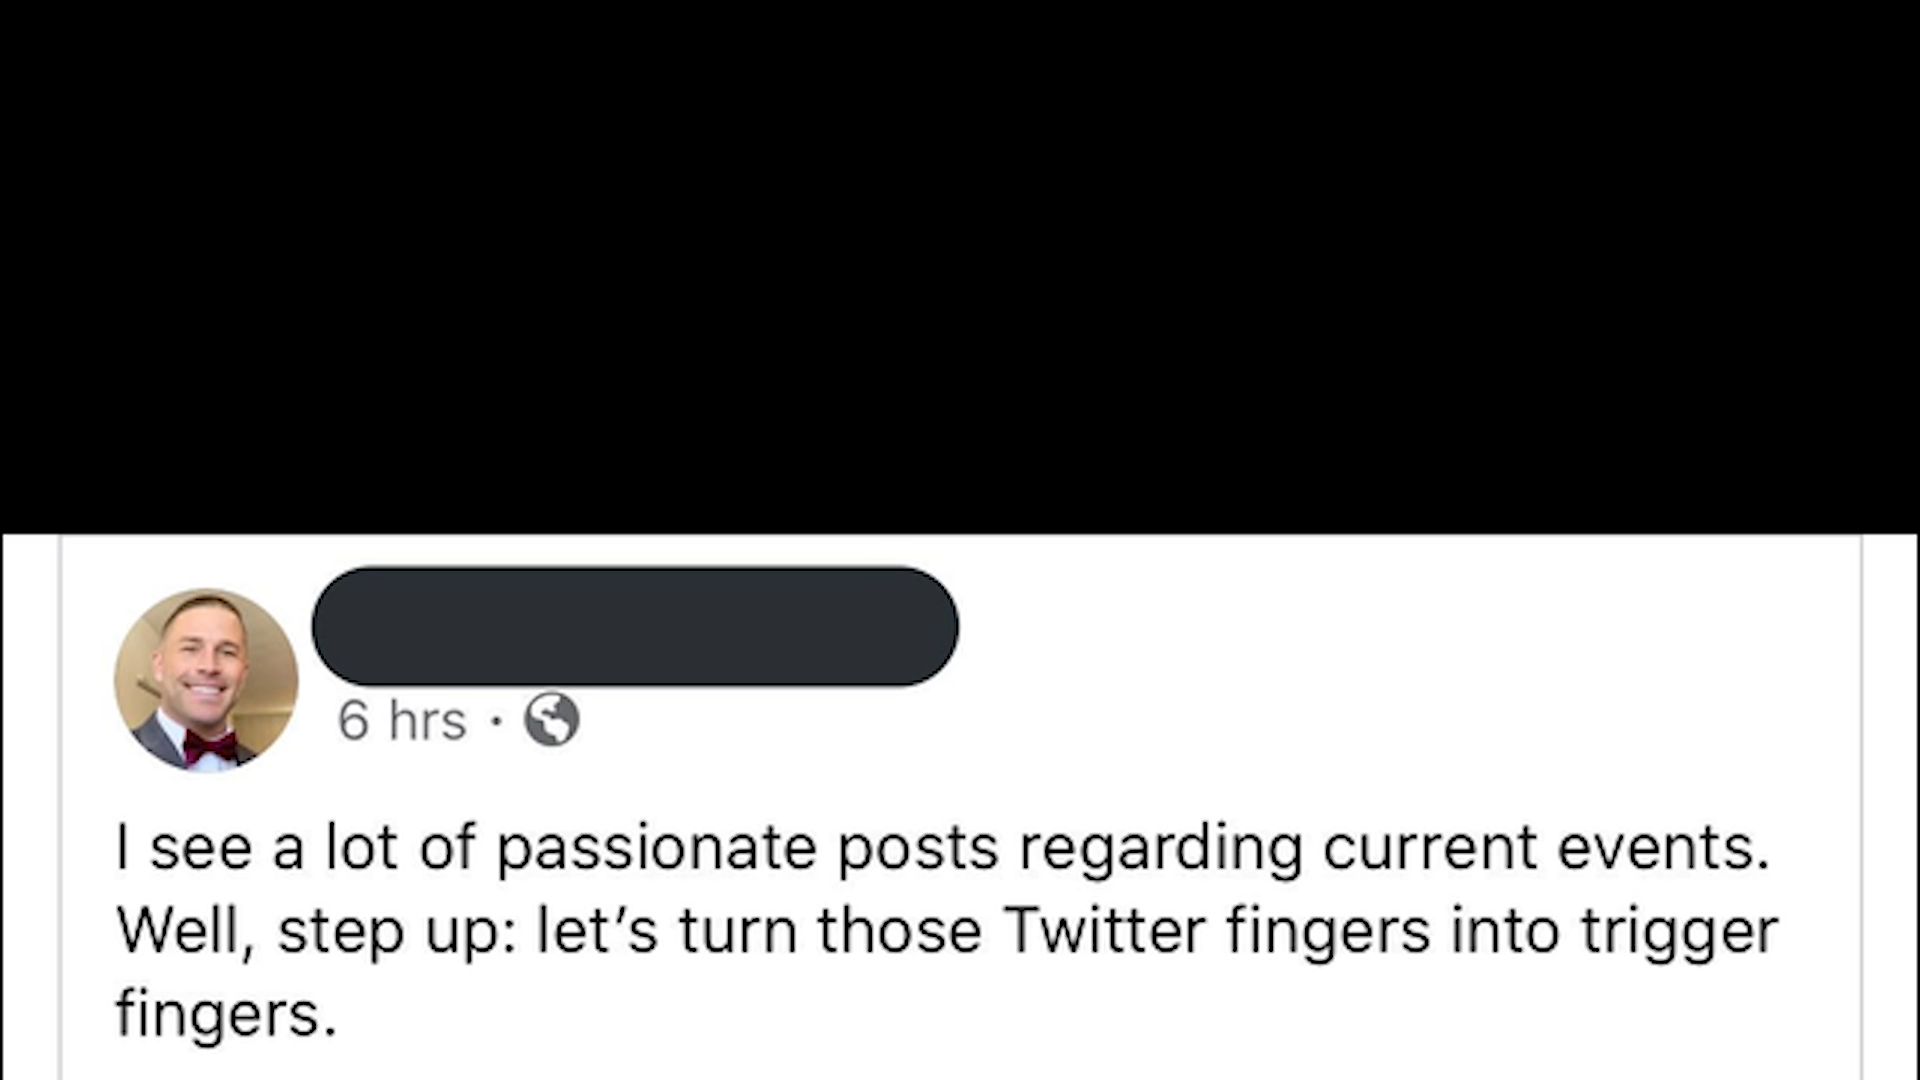 6 hrs ·
I see a lot of passionate posts regarding current events.
Well, step up: let’s turn those Twitter fingers into trigger
fingers.